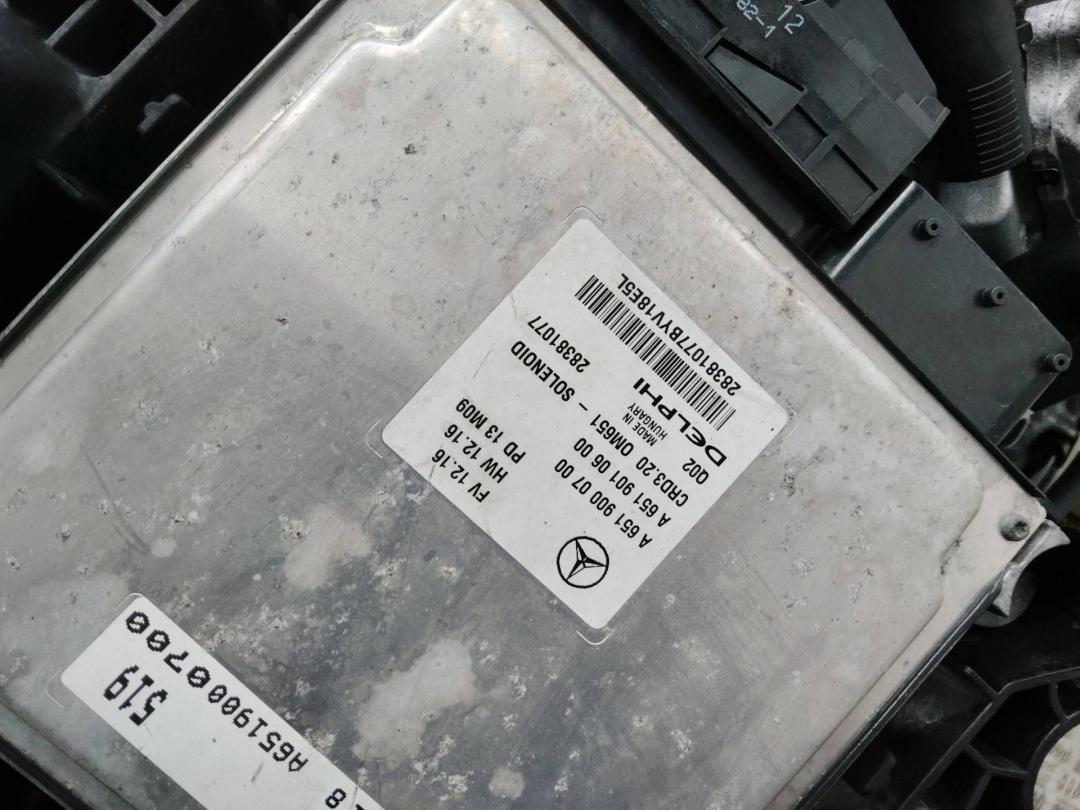 A 651 900 07 00
A 651 901 06 00
CRD3.20 OM651 - SOLENOID
Q02
MADE IN
HUNGARY
28381077
DELPHI
FV 12.16
HW 12.16
PD 13 M09
28381077BYV18E5L
519
A6519000700
8
12
82-1